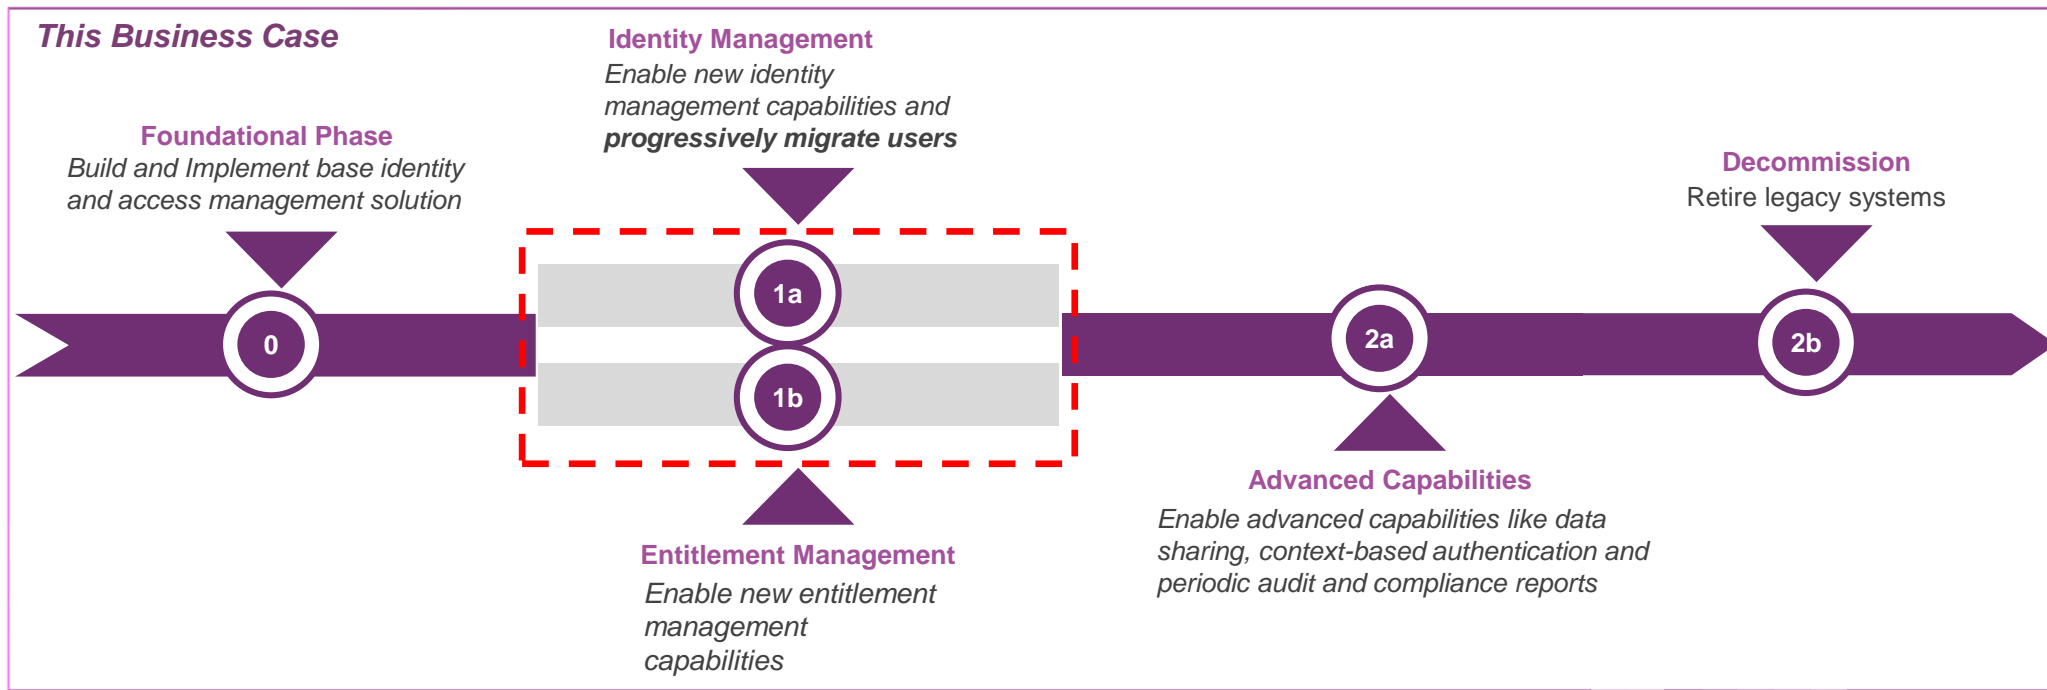 This Business Case
Foundational Phase
Build and Implement base identity
and access management solution
Identity Management
Enable new identity
management capabilities and
progressively migrate users
Decommission
Retire legacy systems
0
1a
1b
2a
2b
Entitlement Management
Enable new entitlement
management
capabilities
Advanced Capabilities
Enable advanced capabilities like data
sharing, context-based authentication and
periodic audit and compliance reports